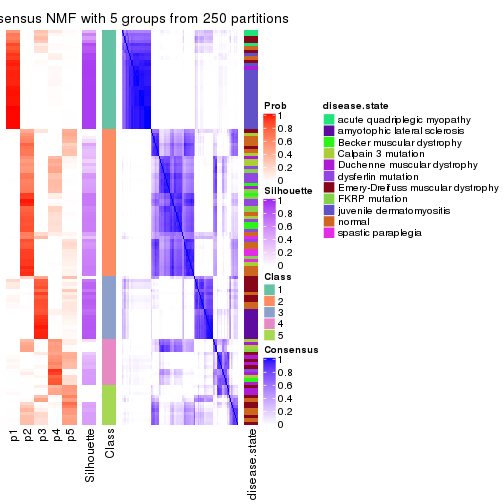 sensus NMF with 5 groups from 250 partitions
Prob
1
0.8
0.6
0.4
0.2
0
Silhouette
1
0.8
0.6
0.4
0.2
0
Class
1
2
3
4
5
Consensus
1
0.8
0.6
0.4
0.2
0
disease.state
acute quadriplegic myopathy
amyotophic lateral sclerosis
Becker muscular dystrophy
Calpain 3 mutation
Duchenne muscular dystrophy
dysferlin mutation
Emery-Dreifuss muscular dystrophy
FKRP mutation
juvenile dermatomyositis
normal
spastic paraplegia
p1
p2
p3
p4
p5
Silhouette
Class
disease.state